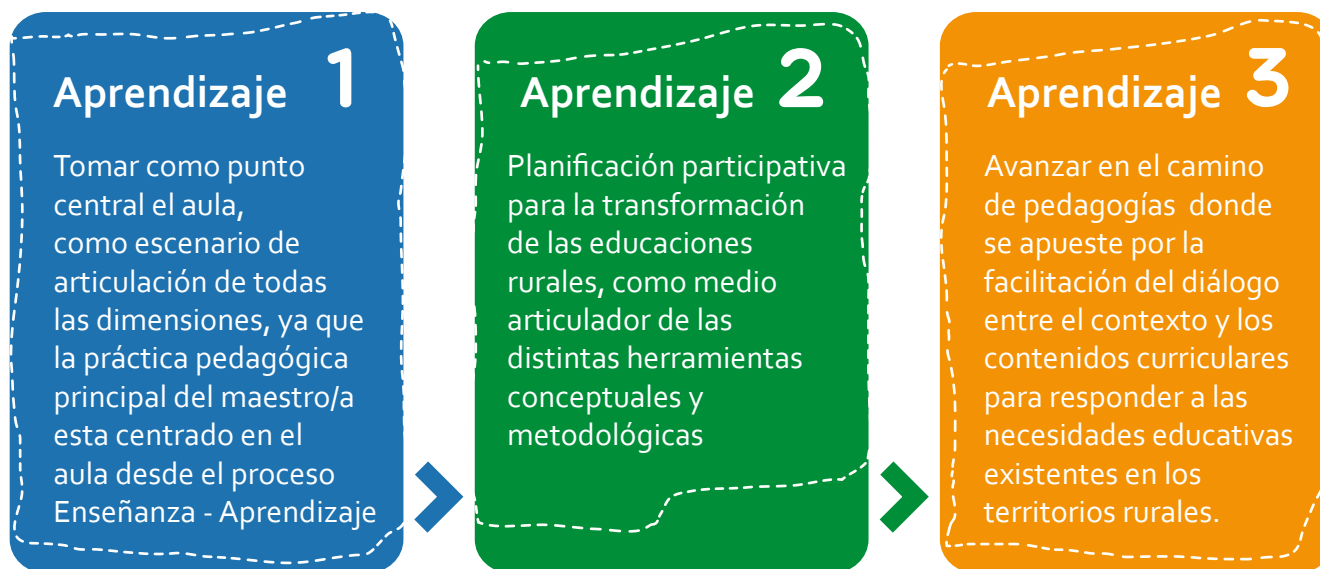 Aprendizaje 1
Tomar como punto
central el aula,
como escenario de
articulación de todas
las dimensiones, ya que
la práctica pedagógica
principal del maestro/a
esta centrado en el
aula desde el proceso
Enseñanza - Aprendizaje
Aprendizaje 2
Planificación participativa
para la transformación
de las educaciones
rurales, como medio
articulador de las
distintas herramientas
conceptuales y
metodológicas
Aprendizaje 3
Avanzar en el camino
de pedagogías donde
se apueste por la
facilitación del diálogo
entre el contexto y los
contenidos curriculares
para responder a las
necesidades educativas
existentes en los
territorios rurales.